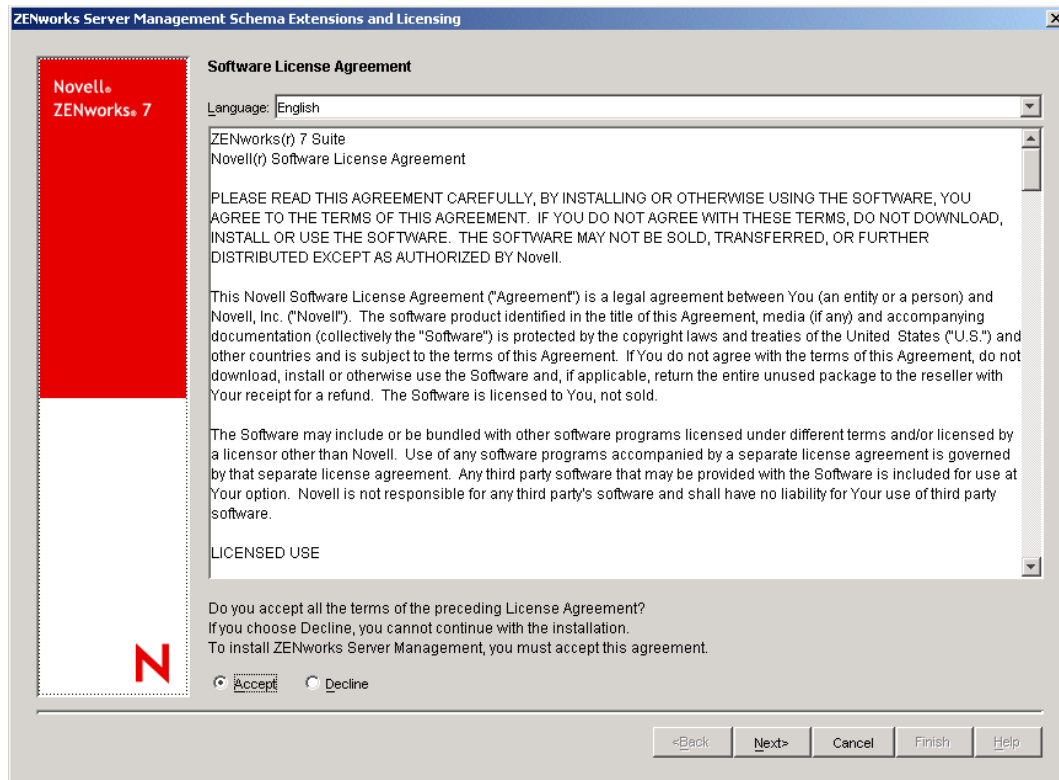 ZENworks Server Management Schema Extensions and Licensing
Novell®
ZENworks® 7
Software License Agreement
Language: English
ZENworks(r) 7 Suite
Novell(r) Software License Agreement
PLEASE READ THIS AGREEMENT CAREFULLY, BY INSTALLING OR OTHERWISE USING THE SOFTWARE, YOU
AGREE TO THE TERMS OF THIS AGREEMENT.  IF YOU DO NOT AGREE WITH THESE TERMS, DO NOT DOWNLOAD,
INSTALL OR USE THE SOFTWARE.  THE SOFTWARE MAY NOT BE SOLD, TRANSFERRED, OR FURTHER
DISTRIBUTED EXCEPT AS AUTHORIZED BY Novell.
This Novell Software License Agreement ("Agreement") is a legal agreement between You (an entity or a person) and
Novell, Inc. ("Novell").  The software product identified in the title of this Agreement, media (if any) and accompanying
documentation (collectively the "Software") is protected by the copyright laws and treaties of the United  States ("U.S.") and
other countries and is subject to the terms of this Agreement.  If You do not agree with the terms of this Agreement, do not
download, install or otherwise use the Software and, if applicable, return the entire unused package to the reseller with
Your receipt for a refund.  The Software is licensed to You, not sold.
The Software may include or be bundled with other software programs licensed under different terms and/or licensed by
a licensor other than Novell.  Use of any software programs accompanied by a separate license agreement is governed
by that separate license agreement.  Any third party software that may be provided with the Software is included for use at
Your option.  Novell is not responsible for any third party's software and shall have no liability for Your use of third party
software.
LICENSED USE
Do you accept all the terms of the preceding License Agreement?
If you choose Decline, you cannot continue with the installation.
To install ZENworks Server Management, you must accept this agreement.
N
Accept Decline
<Back Next> Cancel Finish Help